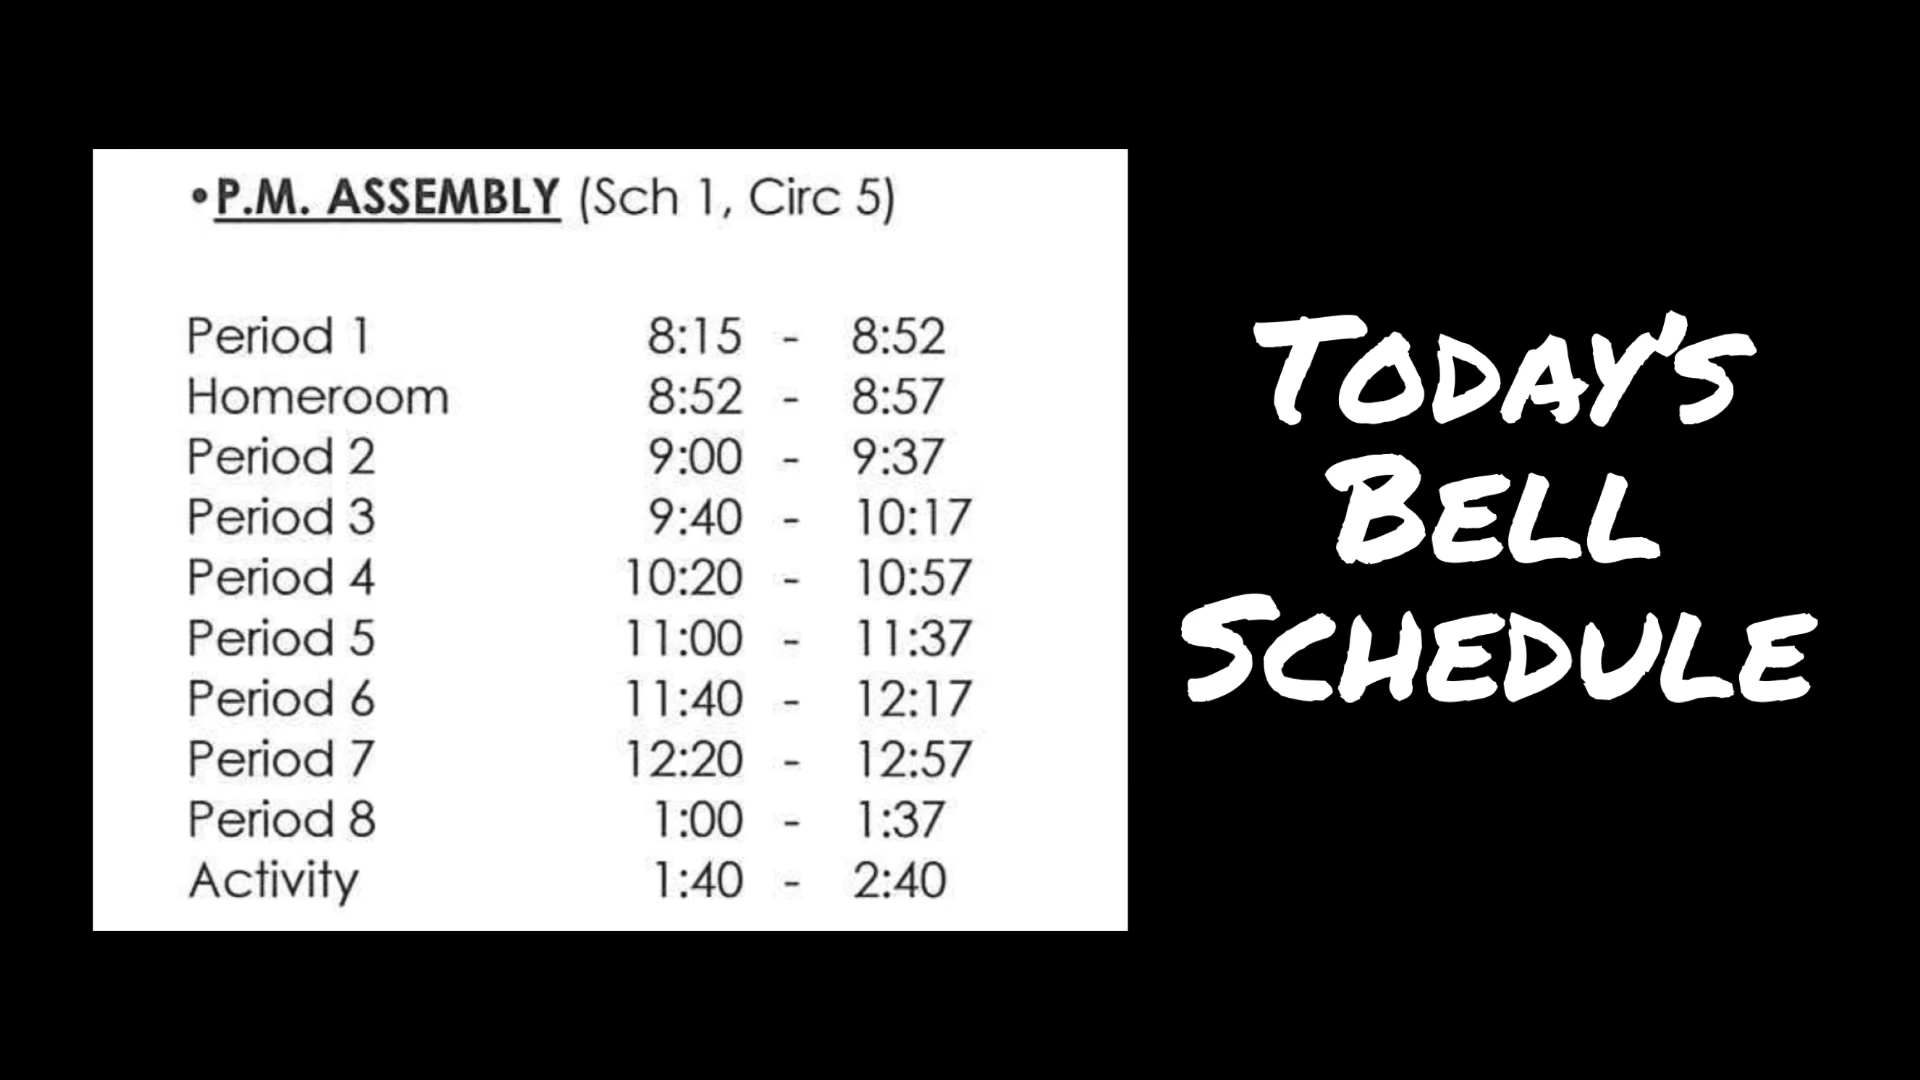 •P.M. ASSEMBLY (Sch 1, Circ 5)
Period 1 8:15 - 8:52
Homeroom 8:52 - 8:57
Period 2 9:00 - 9:37
Period 3 9:40 - 10:17
Period 4 10:20 - 10:57
Period 5 11:00 - 11:37
Period 6 11:40 - 12:17
Period 7 12:20 - 12:57
Period 8 1:00 - 1:37
Activity 1:40 - 2:40
TODAY'S
BELL
SCHEDULE